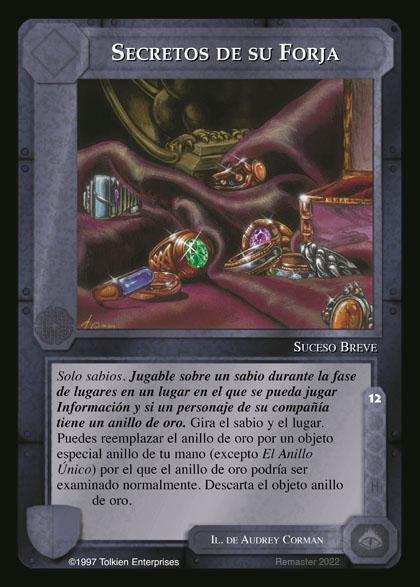 Secretos de su Forja
Suceso Breve
Solo sabios. Jugable sobre un sabio durante la fase
de lugares en un lugar en el que se pueda jugar
Información y si un personaje de su compañía
tiene un anillo de oro. Gira el sabio y el lugar.
Puedes reemplazar el anillo de oro por un objeto
especial anillo de tu mano (excepto El Anillo
Único) por el que el anillo de oro podría ser
examinado normalmente. Descarta el objeto anillo
de oro.
12
H
Il. de Audrey Corman
©1997 Tolkien Enterprises
Remaster 2022